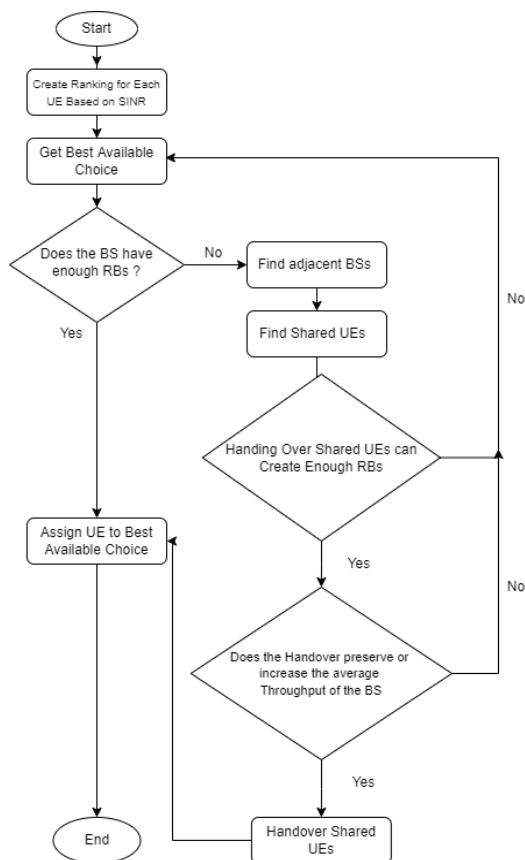 Start
Create Ranking for Each
UE Based on SINR
Get Best Available
Choice
Does the BS have
enough RBs ?
No
Find adjacent BSs
No
Yes
Find Shared UEs
Handing Over Shared UEs can
Create Enough RBs
Assign UE to Best
Available Choice
Yes
No
Does the Handover preserve or
increase the average
Throughput of the BS
Yes
Handover Shared
UEs
End